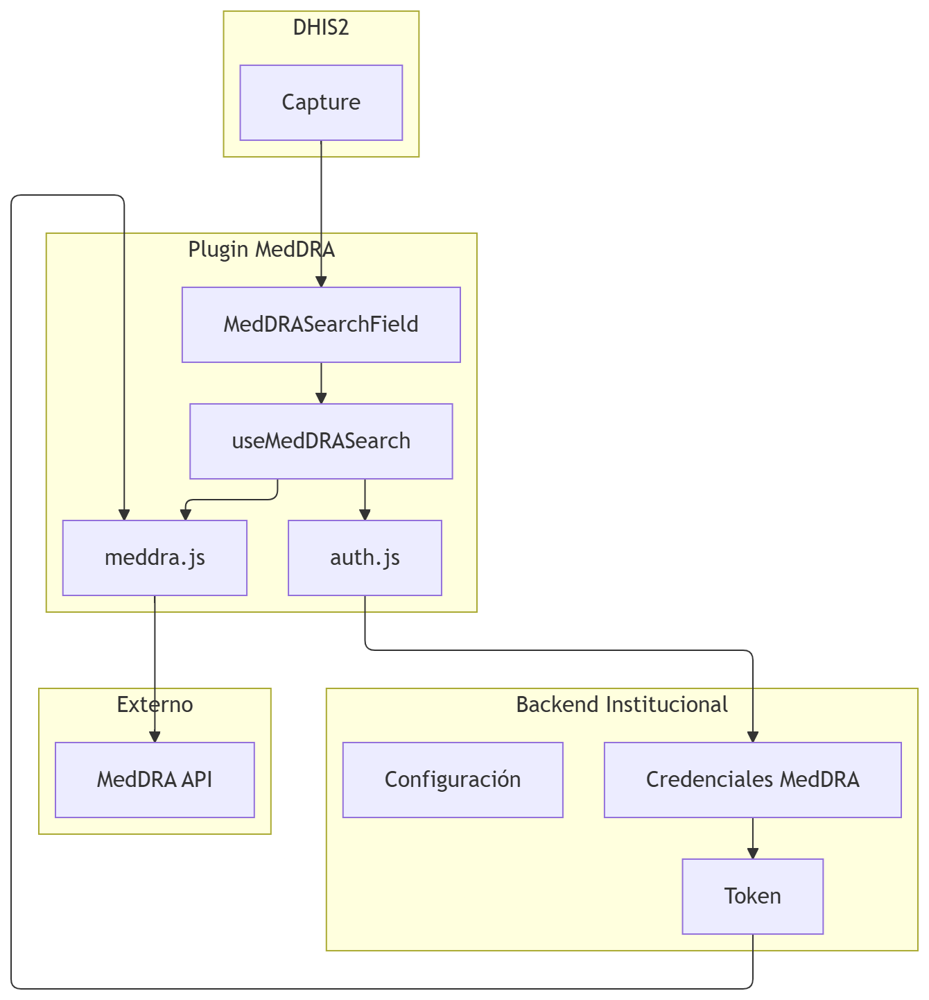 DHIS2
Capture
Plugin MedDRA
MedDRASearchField
useMedDRASearch
meddra.js
auth.js
Externo
MedDRA API
Backend Institucional
Configuración
Credenciales MedDRA
Token